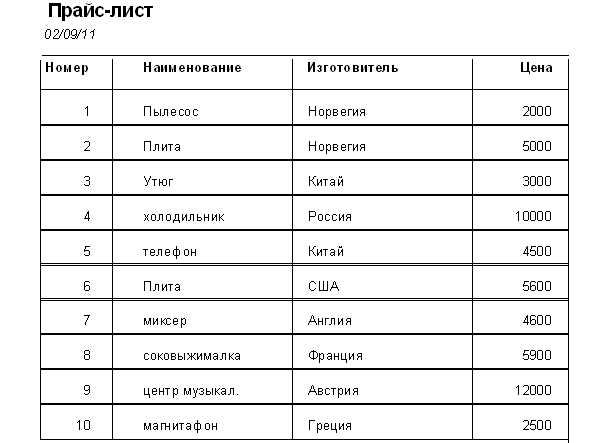 Прайс-лист
02/09/11
Номер Наименование Изготовитель Цена
1 Пылесос Норвегия 2000
2 Плита Норвегия 5000
3 Утюг Китай 3000
4 холодильник Россия 10000
5 телефон Китай 4500
6 Плита США 5600
7 миксер Англия 4600
8 соковыжималка Франция 5900
9 центр музыкал. Австрия 12000
10 магнитафон Греция 2500